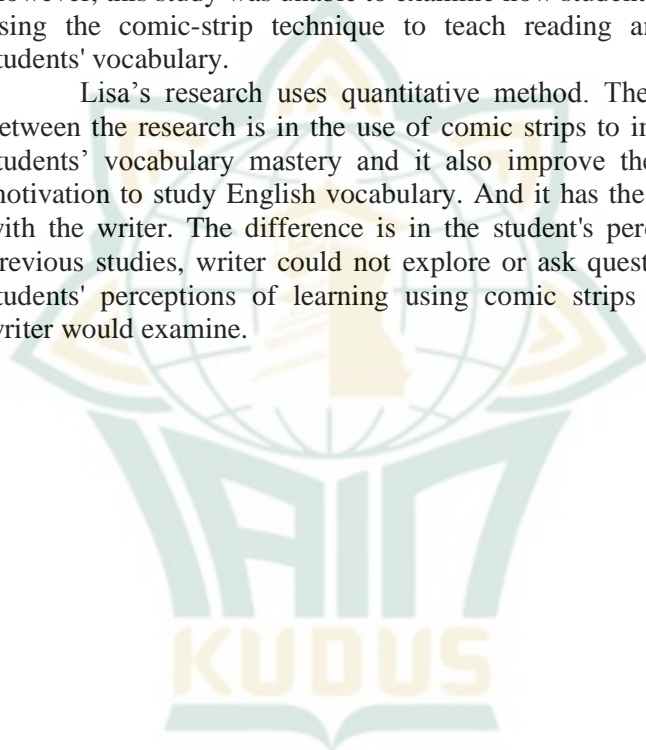 however, this study was unable to examine how student
using the comic-strip technique to teach reading an
students' vocabulary.
Lisa’s research uses quantitative method. The
between the research is in the use of comic strips to in
students’ vocabulary mastery and it also improve the
motivation to study English vocabulary. And it has the
with the writer. The difference is in the student's per
previous studies, writer could not explore or ask quest
students' perceptions of learning using comic strips
writer would examine.
IAIN
KUDUS